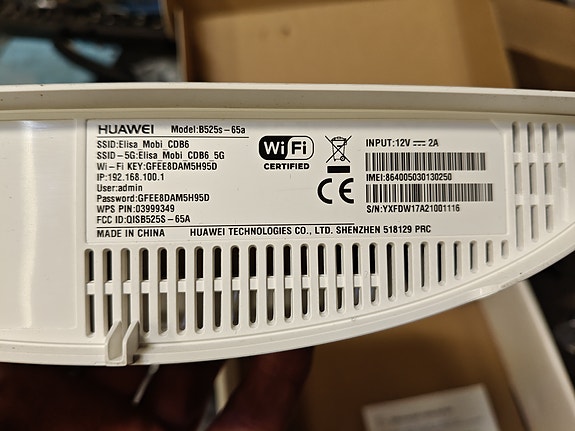 HUAWEI Model:B525s-65a
SSID:Elisa_Mobi_CDB6
SSID-5G:Elisa_Mobi_CDB6_5G
Wi-Fi KEY:GFEE8DAM5H95D
IP:192.168.100.1
User:admin
Password:GFEE8DAM5H95D
WPS PIN:03999349
FCC ID:QISB525S-65A
MADE IN CHINA HUAWEI TECHNOLOGIES CO., LTD. SHENZHEN 518129 PRC
Wi Fi
CERTIFIED
CE
INPUT:12V ⎓ 2A
IMEI:864005030130250
S/N:YXFDW17A21001116